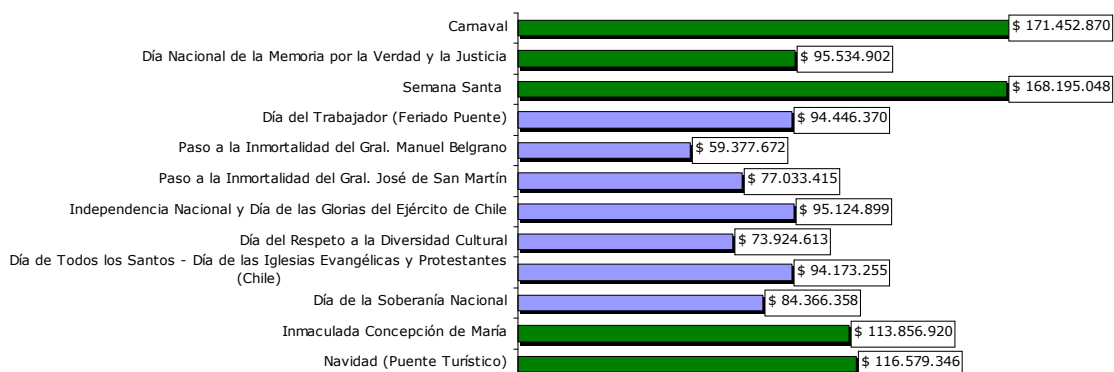 Carnaval $ 171.452.870
Día Nacional de la Memoria por la Verdad y la Justicia $ 95.534.902
Semana Santa $ 168.195.048
Día del Trabajador (Feriado Puente) $ 94.446.370
Paso a la Inmortalidad del Gral. Manuel Belgrano $ 59.377.672
Paso a la Inmortalidad del Gral. José de San Martín $ 77.033.415
Independencia Nacional y Día de las Glorias del Ejército de Chile $ 95.124.899
Día del Respeto a la Diversidad Cultural $ 73.924.613
Día de Todos los Santos - Día de las Iglesias Evangélicas y Protestantes
(Chile) $ 94.173.255
Día de la Soberanía Nacional $ 84.366.358
Inmaculada Concepción de María $ 113.856.920
Navidad (Puente Turístico) $ 116.579.346